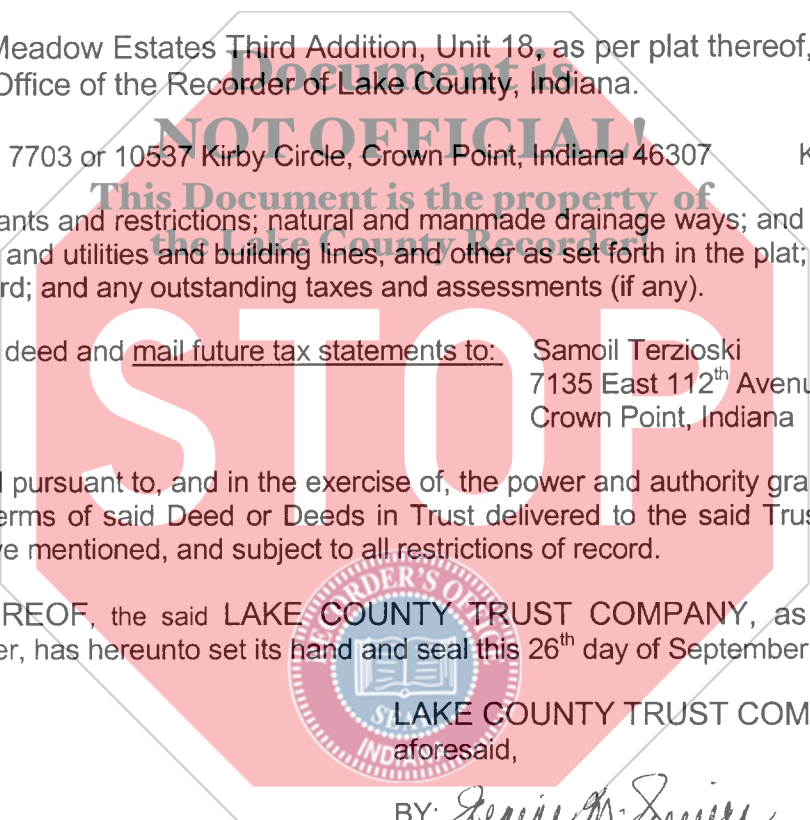 Meadow Estates Third Addition, Unit 18, as per plat thereof,
Document is
Office of the Recorder of Lake County, Indiana.
NOT OFFICIAL!
7703 or 10537 Kirby Circle, Crown Point, Indiana 46307 K
This Document is the property of
ants and restrictions; natural and manmade drainage ways; and
the Lake County Recorder!
and utilities and building lines; and other as set forth in the plat;
rd; and any outstanding taxes and assessments (if any).
STOP
deed and mail future tax statements to: Samoil Terzioski
7135 East 112th Avenu
Crown Point, Indiana
pursuant to, and in the exercise of, the power and authority gra
erms of said Deed or Deeds in Trust delivered to the said Trus
e mentioned, and subject to all restrictions of record.
REOF, the said LAKE COUNTY TRUST COMPANY, as
er, has hereunto set its hand and seal this 26th day of September
RECORDER'S OFFICE
SEAL
INDIANA
LAKE COUNTY TRUST COM
aforesaid,
BY: